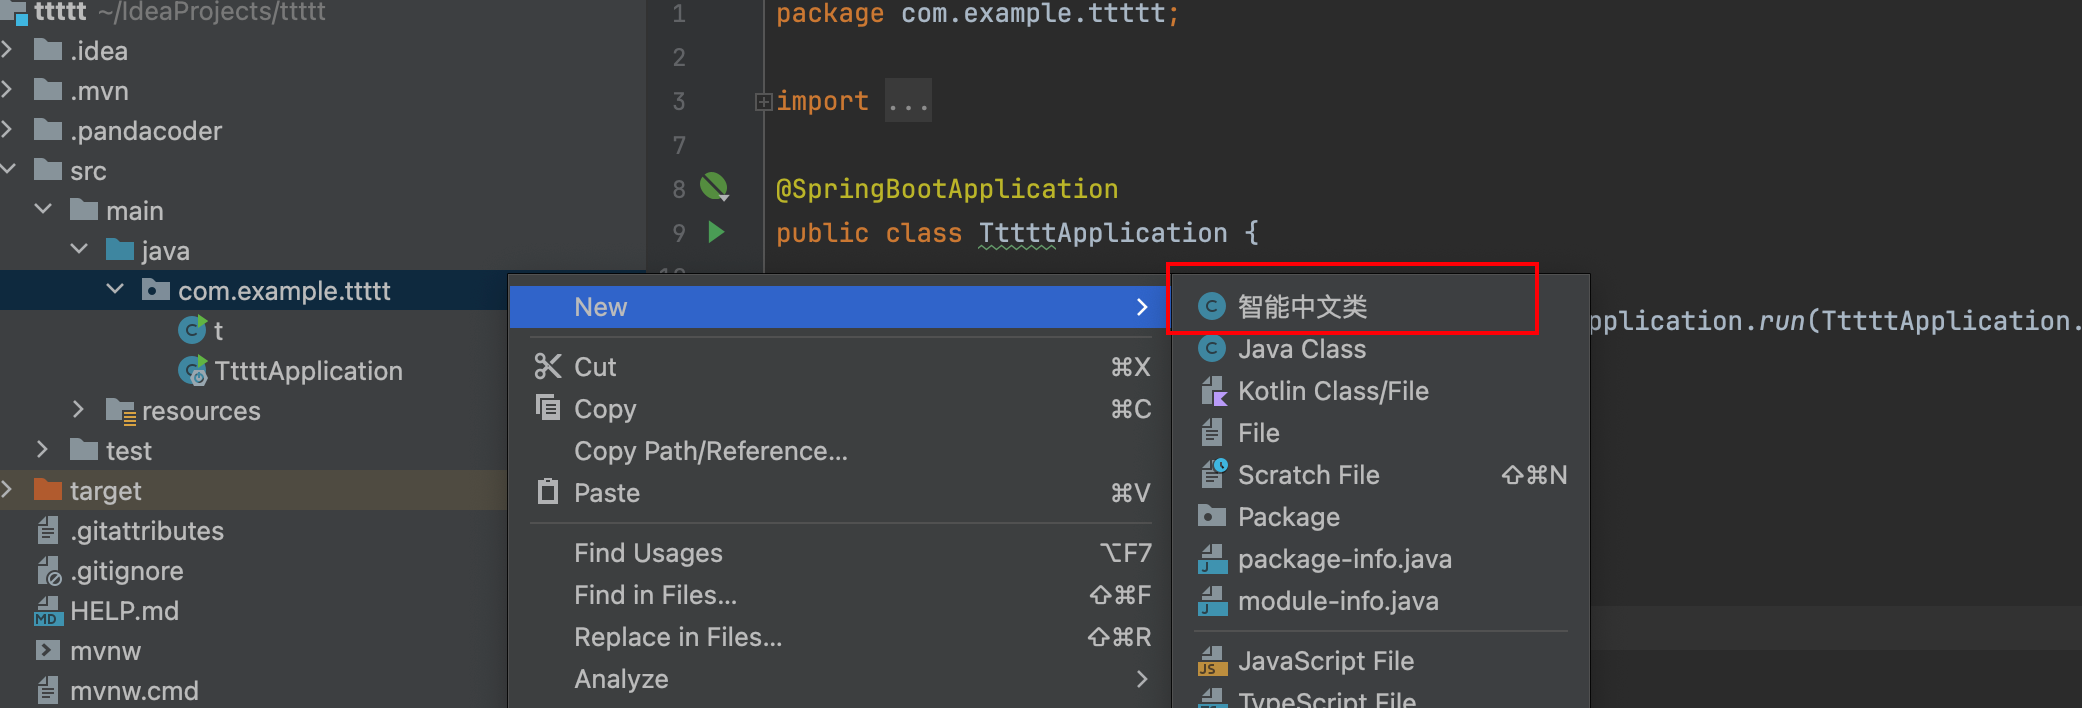 ttttt ~/IdeaProjects/ttttt
.idea
.mvn
.pandacoder
src
main
java
com.example.ttttt
t
TttttApplication
resources
test
target
.gitattributes
.gitignore
HELP.md
mvnw
mvnw.cmd
1 package com.example.ttttt;
2
3 import ...
7
8 @SpringBootApplication
9 public class TttttApplication {
pplication.run(TttttApplication.
New
Cut ⌘X
Copy ⌘C
Copy Path/Reference...
Paste ⌘V
Find Usages ⌥F7
Find in Files... ⇧⌘F
Replace in Files... ⇧⌘R
Analyze
智能中文类
Java Class
Kotlin Class/File
File
Scratch File ⇧⌘N
Package
package-info.java
module-info.java
JavaScript File
TypeScript File